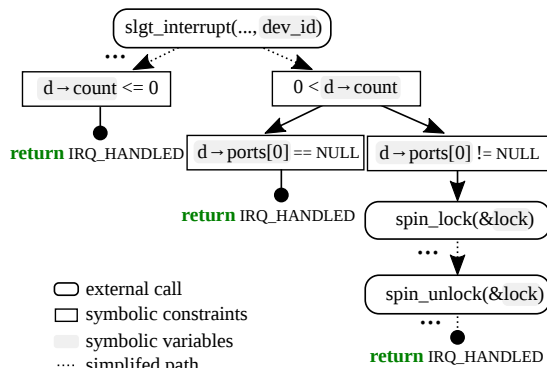 slgt_interrupt(..., dev_id)
...
d→count <= 0
0 < d→count
return IRQ_HANDLED
d→ports[0] == NULL
d→ports[0] != NULL
return IRQ_HANDLED
spin_lock(&lock)
...
spin_unlock(&lock)
...
return IRQ_HANDLED
external call
symbolic constraints
symbolic variables
simplifed path